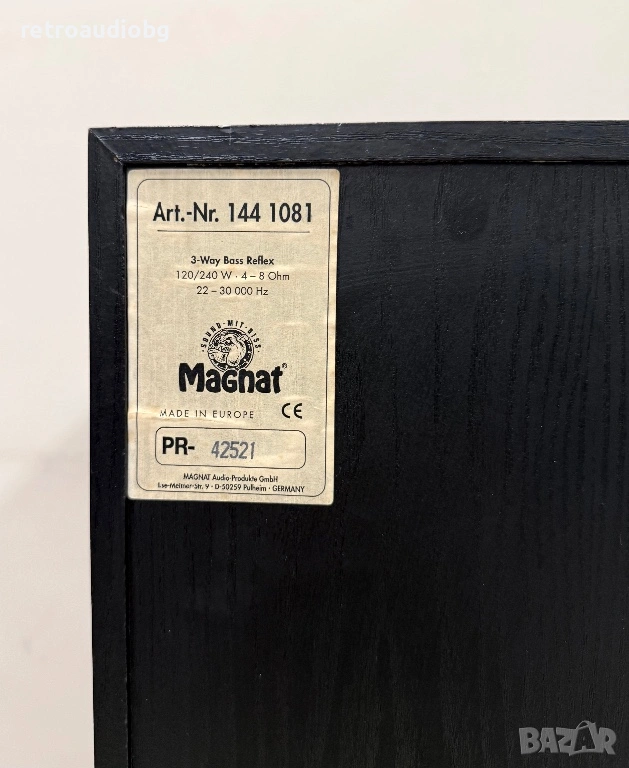 retroaudiobg
Art.-Nr. 144 1081
3-Way Bass Reflex
120/240 W · 4 – 8 Ohm
22 – 30 000 Hz
·SOUND·MIT·BISS·
Magnat®
MADE IN EUROPE CE
PR- 42521
MAGNAT Audio-Produkte GmbH
Lise-Meitner-Str. 9 · D-50259 Pulheim · GERMANY
BAZAR